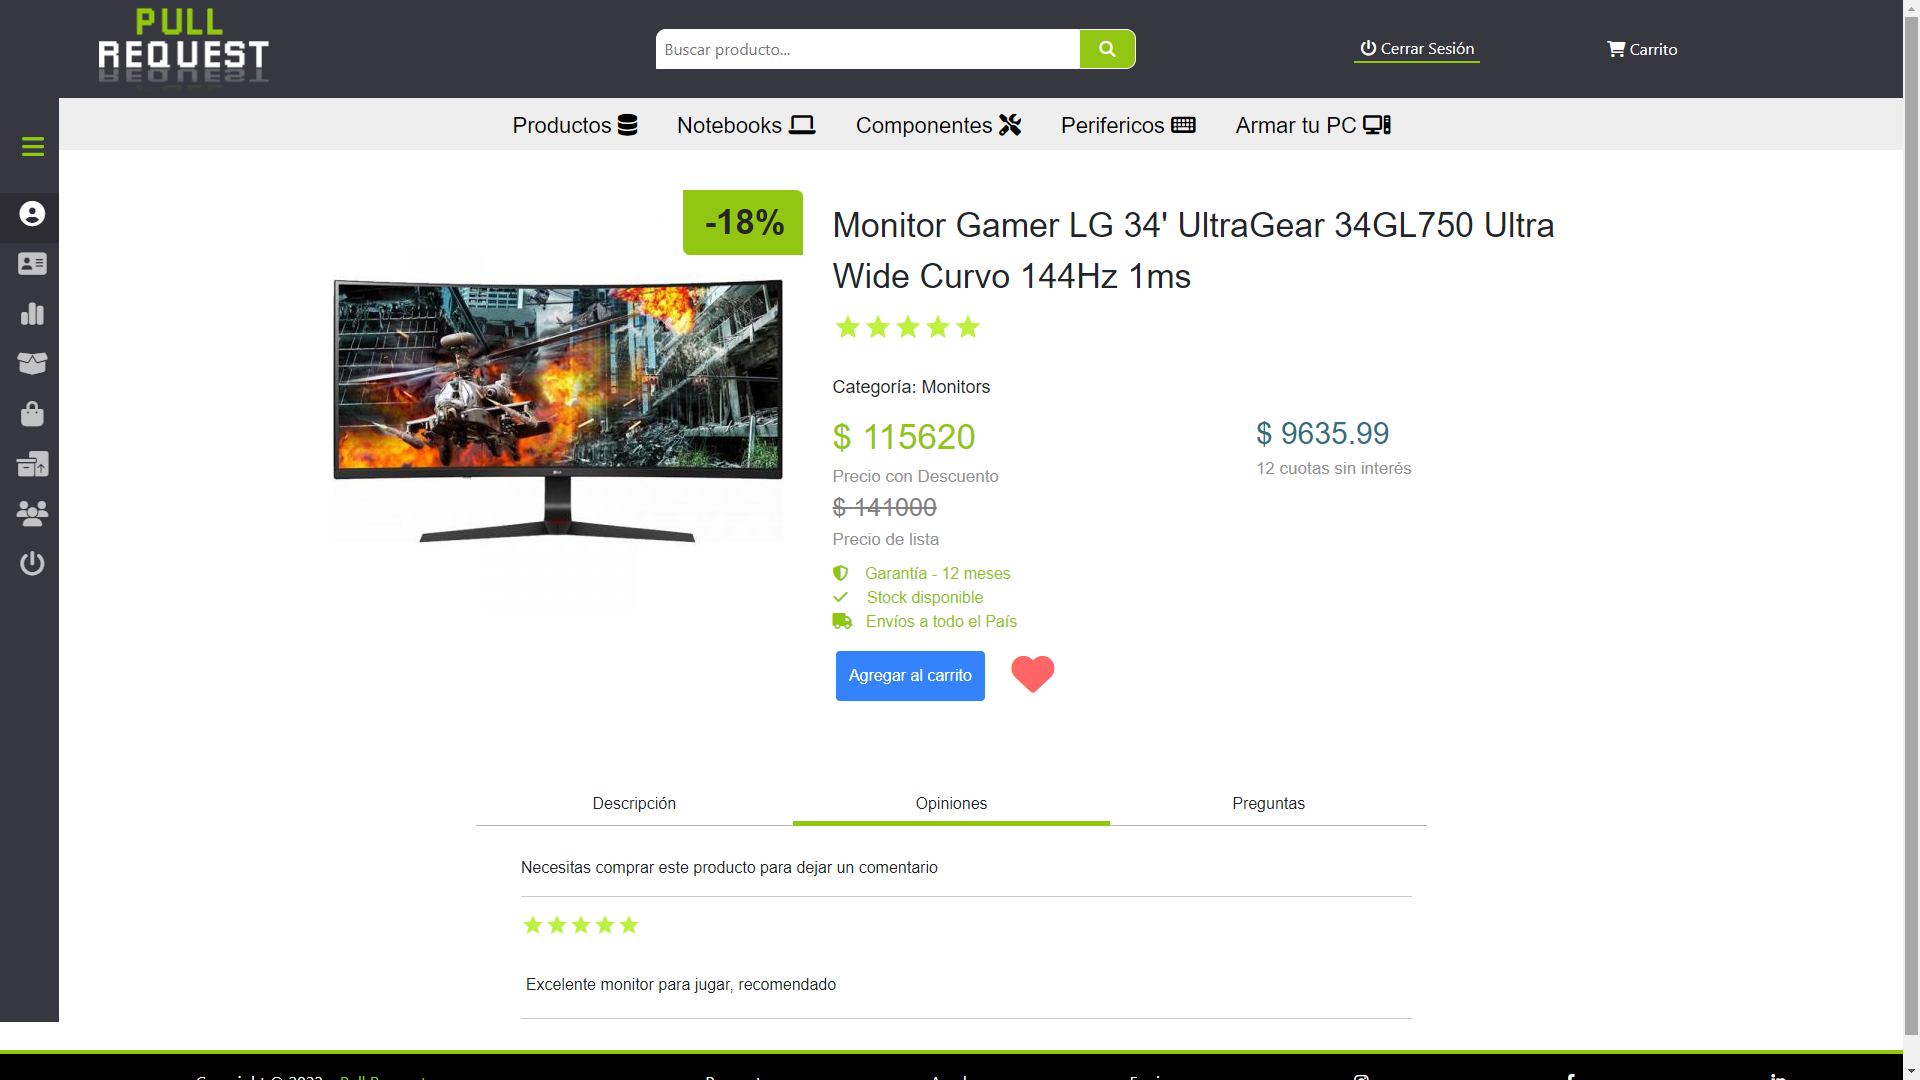 PULL
REQUEST
Buscar producto...
Cerrar Sesión
Carrito
Productos
Notebooks
Componentes
Perifericos
Armar tu PC
-18%
Monitor Gamer LG 34' UltraGear 34GL750 Ultra
Wide Curvo 144Hz 1ms
Categoría: Monitors
$ 115620
$ 9635.99
Precio con Descuento
12 cuotas sin interés
$ 141000
Precio de lista
Garantía - 12 meses
Stock disponible
Envíos a todo el País
Agregar al carrito
Descripción
Opiniones
Preguntas
Necesitas comprar este producto para dejar un comentario
Excelente monitor para jugar, recomendado